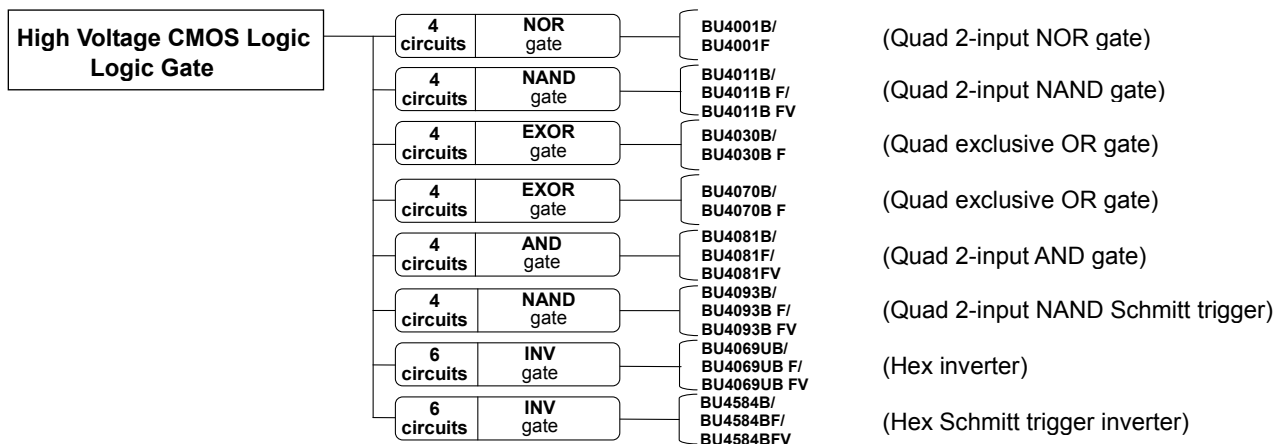 High Voltage CMOS Logic
Logic Gate
4
circuits
NOR
gate
BU4001B/
BU4001F
(Quad 2-input NOR gate)
4
circuits
NAND
gate
BU4011B/
BU4011B F/
BU4011B FV
(Quad 2-input NAND gate)
4
circuits
EXOR
gate
BU4030B/
BU4030B F
(Quad exclusive OR gate)
4
circuits
EXOR
gate
BU4070B/
BU4070B F
(Quad exclusive OR gate)
4
circuits
AND
gate
BU4081B/
BU4081F/
BU4081FV
(Quad 2-input AND gate)
4
circuits
NAND
gate
BU4093B/
BU4093B F/
BU4093B FV
(Quad 2-input NAND Schmitt trigger)
6
circuits
INV
gate
BU4069UB/
BU4069UB F/
BU4069UB FV
(Hex inverter)
6
circuits
INV
gate
BU4584B/
BU4584BF/
BU4584BFV
(Hex Schmitt trigger inverter)